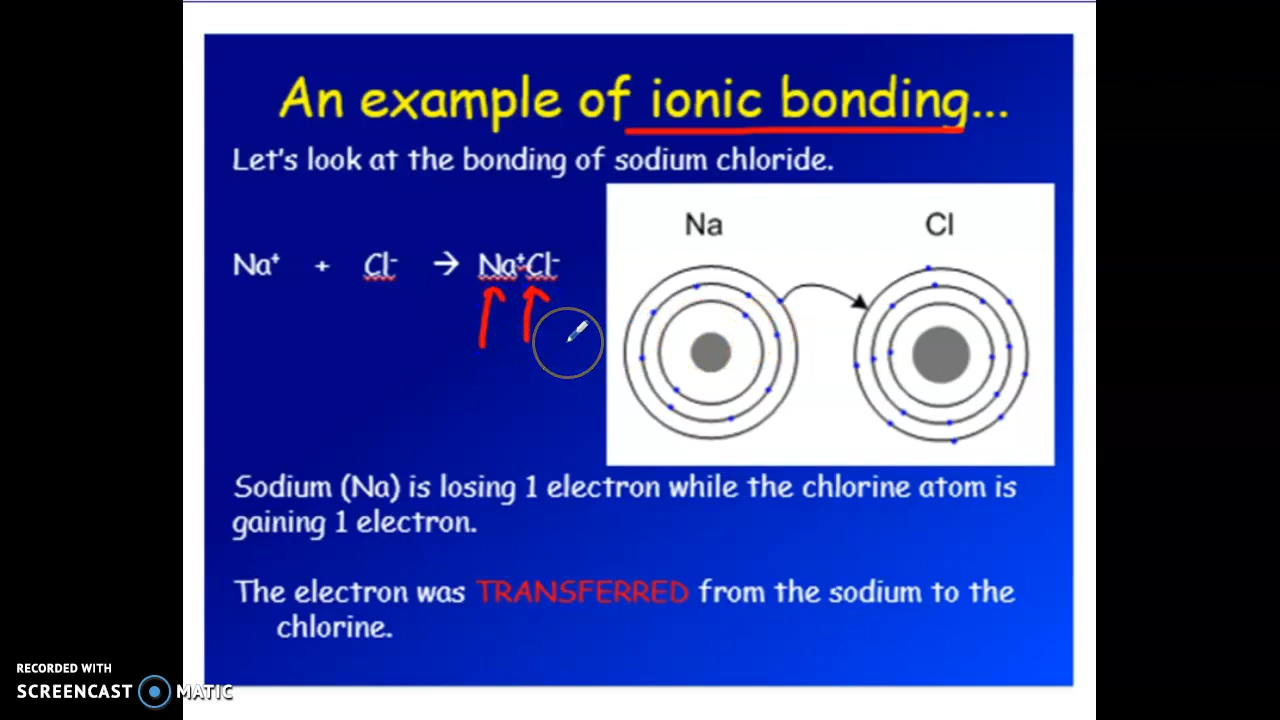 An example of ionic bonding...
Let's look at the bonding of sodium chloride.
Na Cl
Na⁺ + Cl⁻ → Na⁺Cl⁻
Sodium (Na) is losing 1 electron while the chlorine atom is
gaining 1 electron.
The electron was TRANSFERRED from the sodium to the
chlorine.
RECORDED WITH
SCREENCAST MATIC